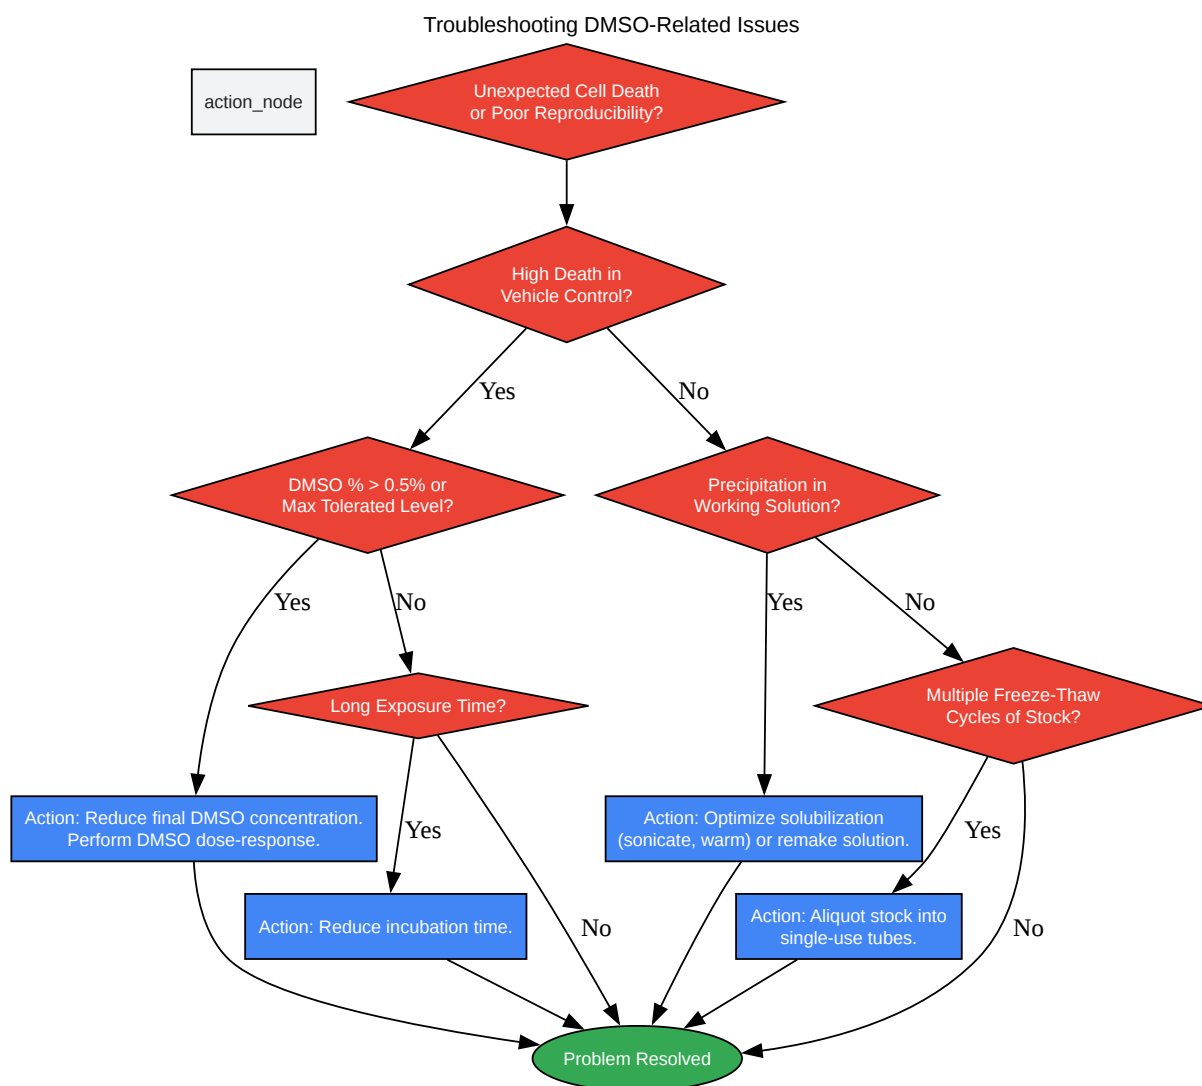 Troubleshooting DMSO-Related Issues
action_node
Unexpected Cell Death
or Poor Reproducibility?
High Death in
Vehicle Control?
Yes
No
DMSO % > 0.5% or
Max Tolerated Level?
Precipitation in
Working Solution?
Yes
No
Yes
No
Long Exposure Time?
Multiple Freeze-Thaw
Cycles of Stock?
Action: Reduce final DMSO concentration.
Perform DMSO dose-response.
Yes
Action: Optimize solubilization
(sonicate, warm) or remake solution.
Yes
Action: Reduce incubation time.
No
Action: Aliquot stock into
single-use tubes.
No
Problem Resolved